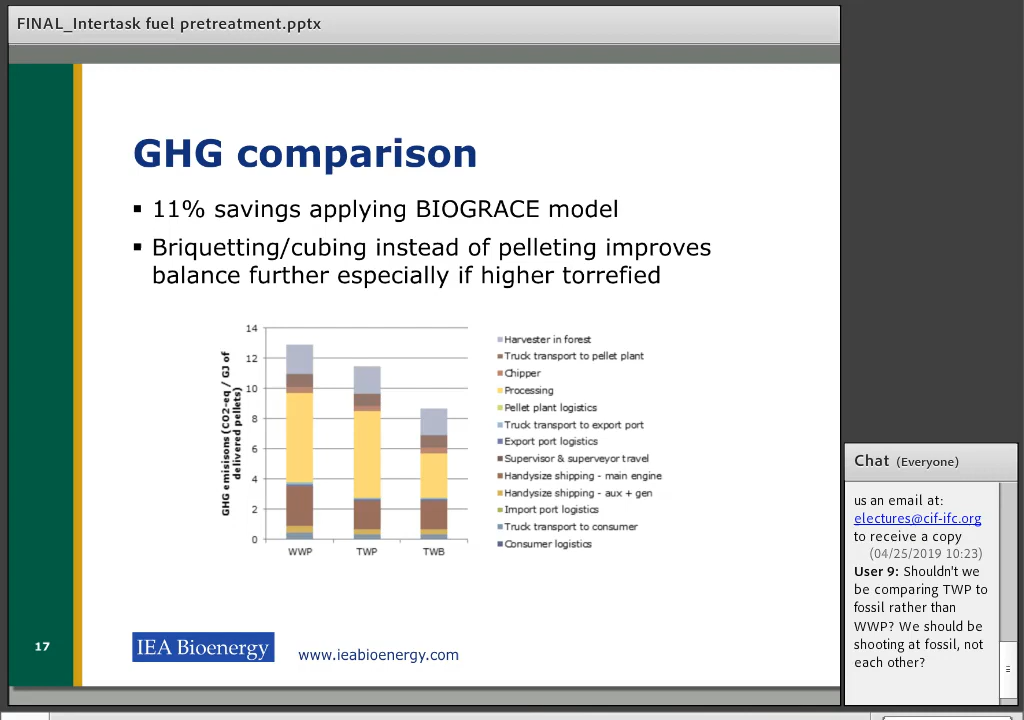 FINAL_Intertask fuel pretreatment.pptx
GHG comparison
11% savings applying BIOGRACE model
Briquetting/cubing instead of pelleting improves
balance further especially if higher torrefied
GHG emisisons (CO2-eq / GJ of
delivered pellets)
14
12
10
8
6
4
2
0
WWP TWP TWB
Harvester in forest
Truck transport to pellet plant
Chipper
Processing
Pellet plant logistics
Truck transport to export port
Export port logistics
Supervisor & surveyeor travel
Handysize shipping - main engine
Handysize shipping - aux + gen
Import port logistics
Truck transport to consumer
Consumer logistics
17
IEA Bioenergy
www.ieabioenergy.com
Chat (Everyone)
us an email at:
electures@cif-ifc.org
to receive a copy
(04/25/2019 10:23)
User 9: Shouldn't we
be comparing TWP to
fossil rather than
WWP? We should be
shooting at fossil, not
each other?